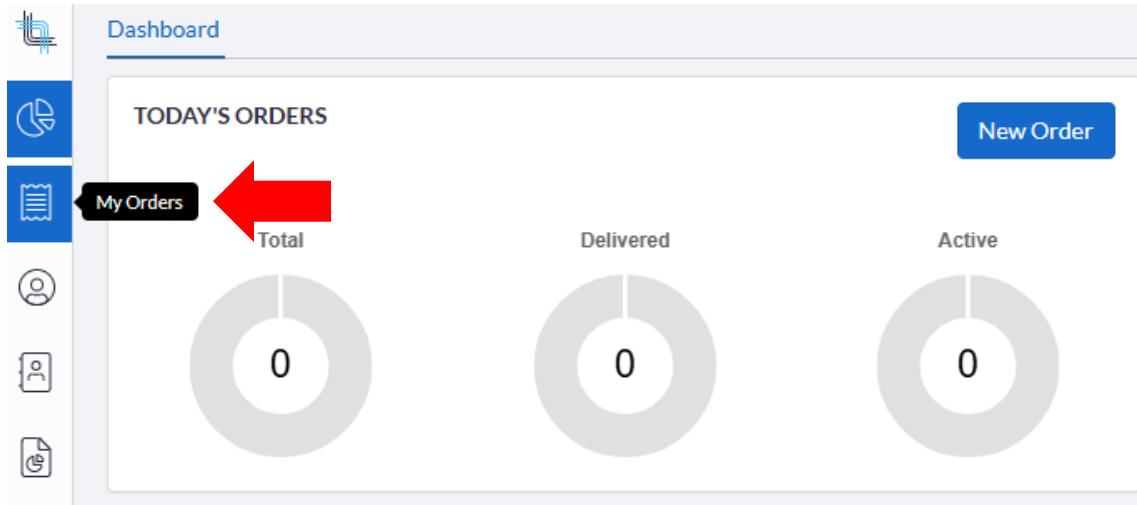 Dashboard
TODAY'S ORDERS
New Order
My Orders
Total
Delivered
Active
0
0
0